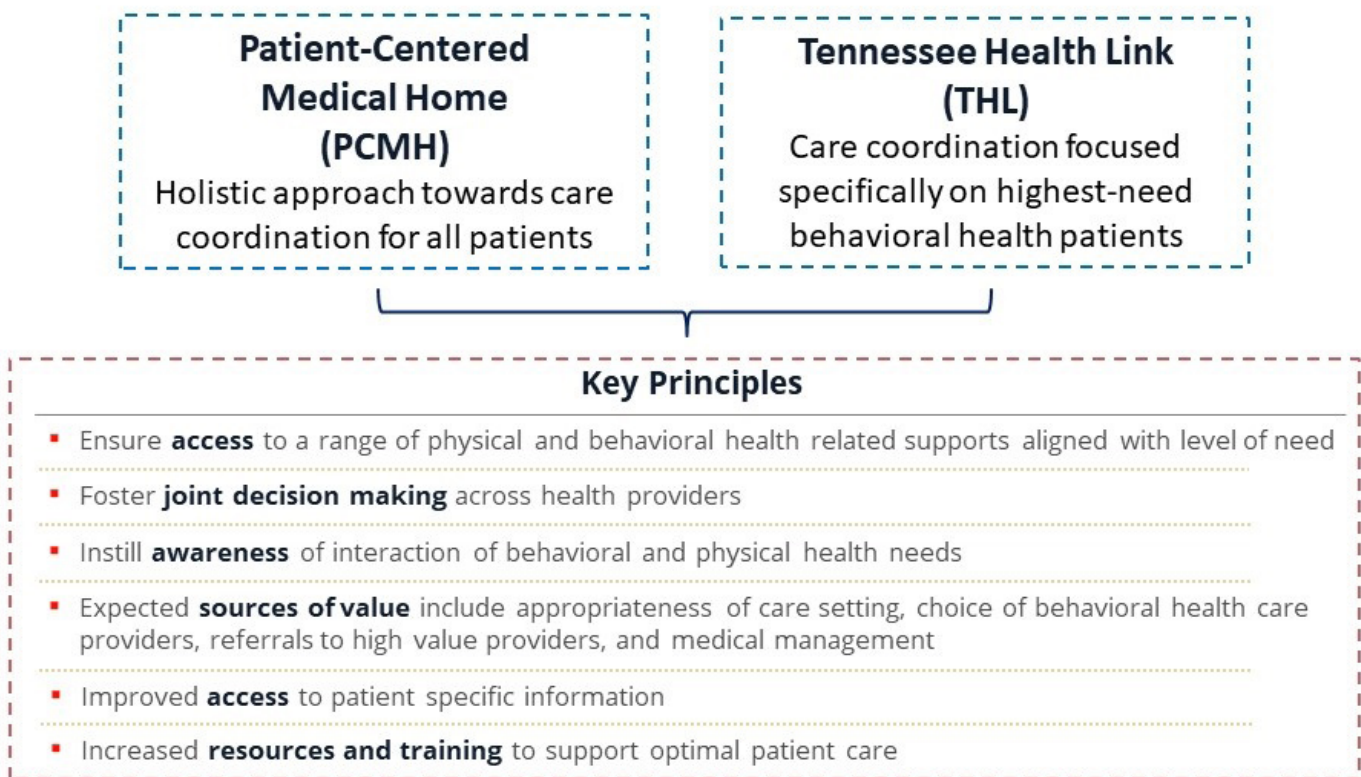 Patient-Centered
Medical Home
(PCMH)
Holistic approach towards care
coordination for all patients
Tennessee Health Link
(THL)
Care coordination focused
specifically on highest-need
behavioral health patients
Key Principles
▪ Ensure access to a range of physical and behavioral health related supports aligned with level of need
▪ Foster joint decision making across health providers
▪ Instill awareness of interaction of behavioral and physical health needs
▪ Expected sources of value include appropriateness of care setting, choice of behavioral health care
providers, referrals to high value providers, and medical management
▪ Improved access to patient specific information
▪ Increased resources and training to support optimal patient care